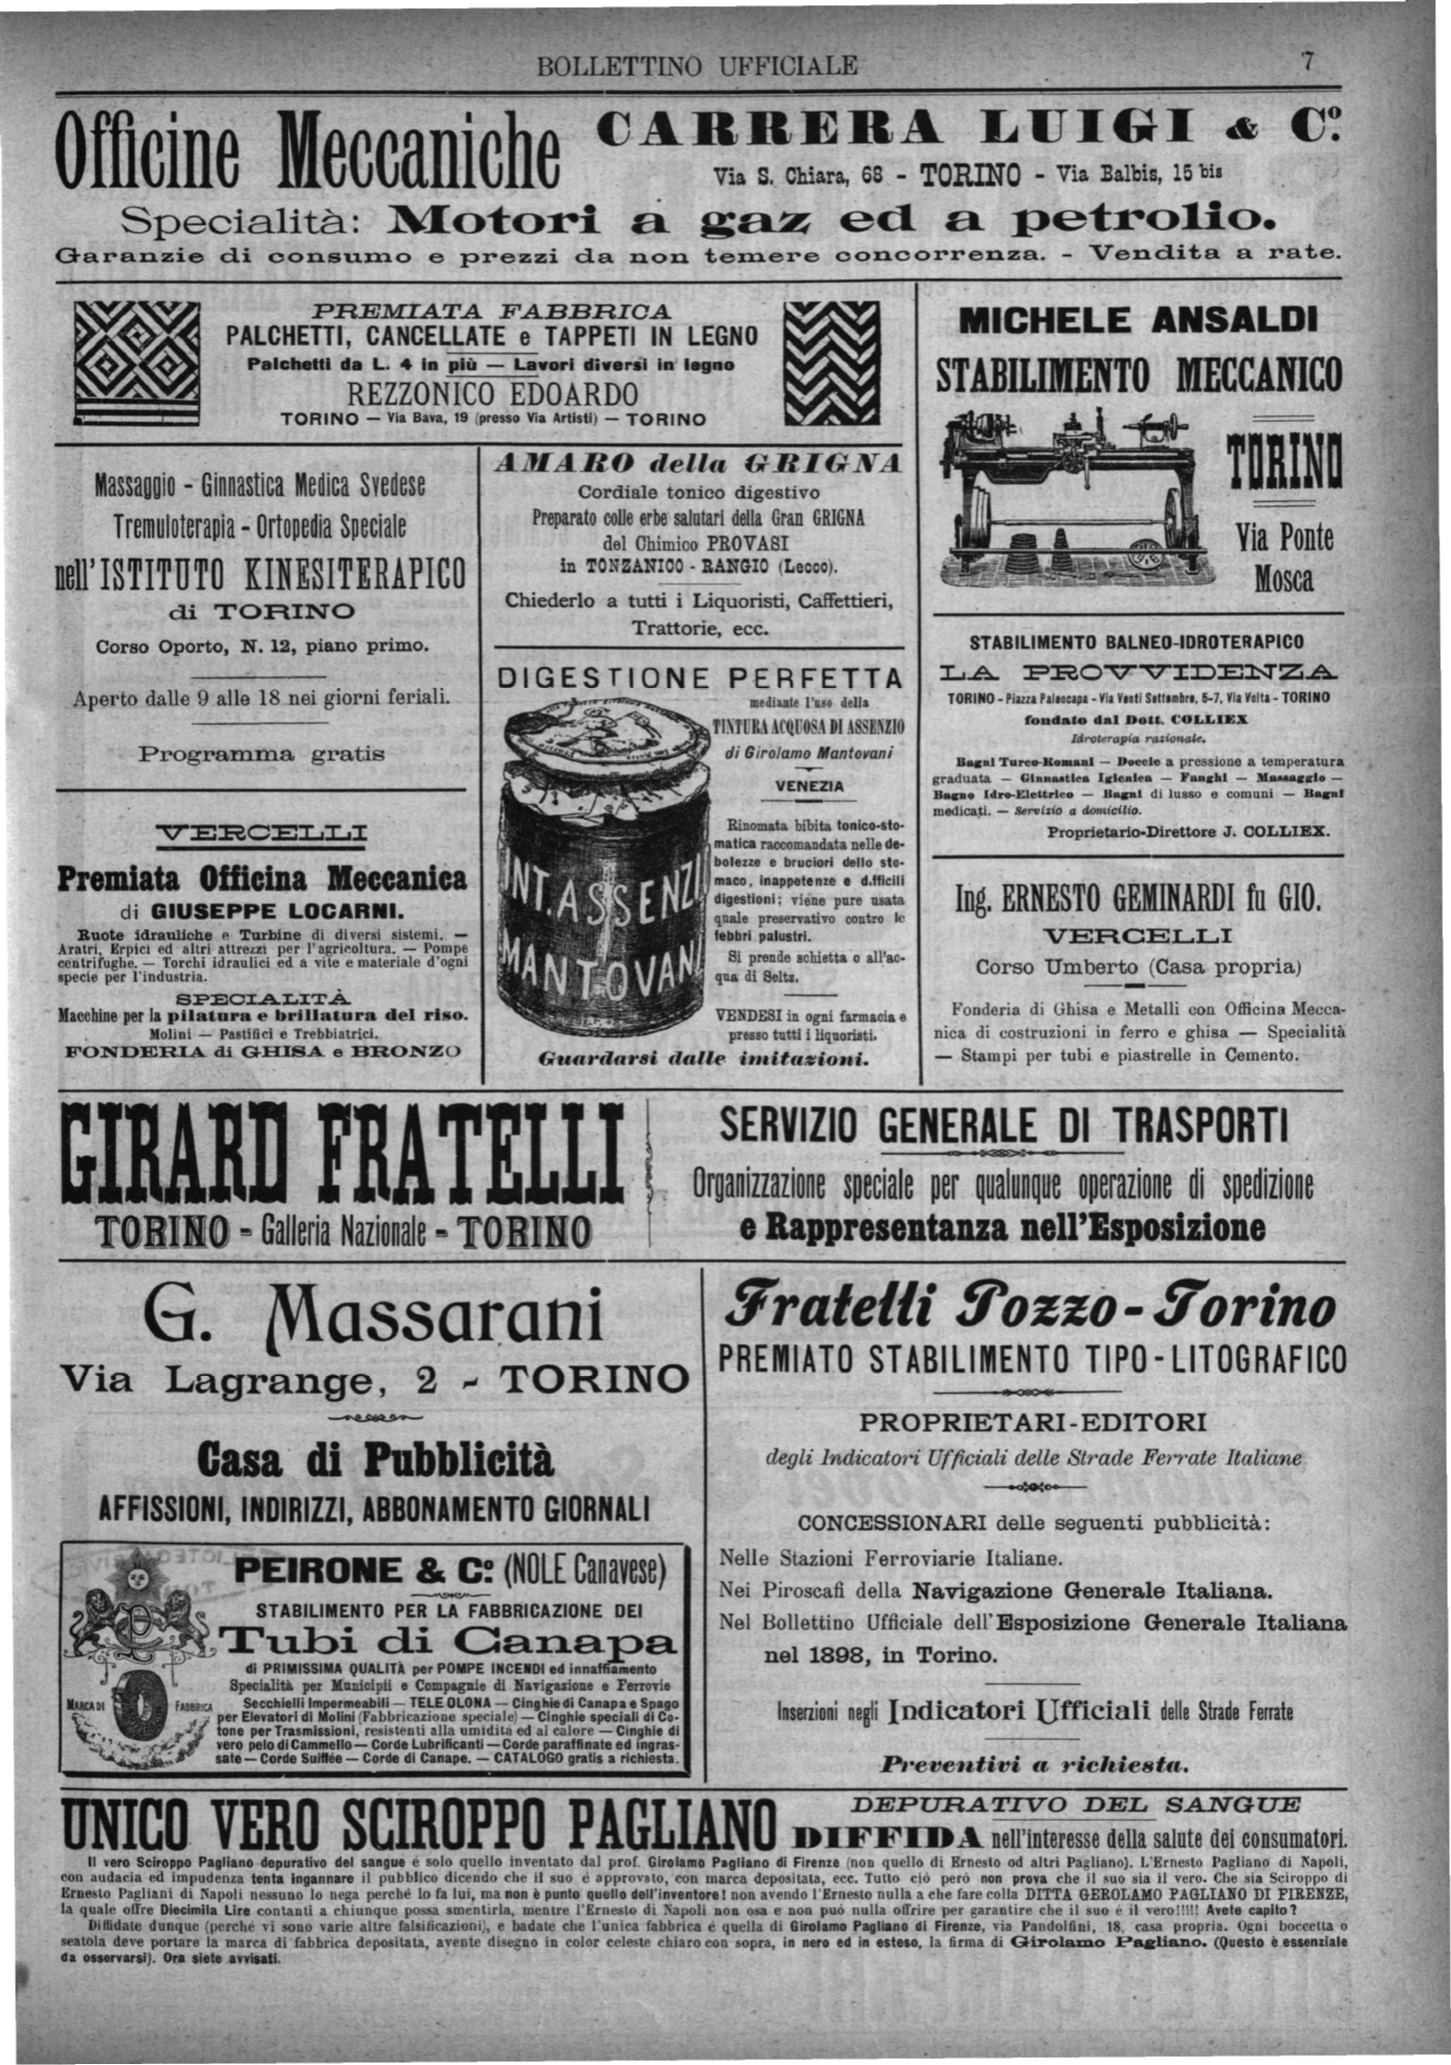 BOLLETTINO UFFICIALE
7
Officine Meccaniche
CARRERA LUIGI & Cº.
Via S. Chiara, 68 - TORINO - Via Balbis, 15 bis
Specialità: Motori a gaz ed a petrolio.
Garanzie di consumo e prezzi da non temere concorrenza. - Vendita a rate.
PREMIATA FABBRICA
PALCHETTI, CANCELLATE e TAPPETI IN LEGNO
Palchetti da L. 4 in più — Lavori diversi in legno
REZZONICO EDOARDO
TORINO — Via Bava, 19 (presso Via Artisti) — TORINO
Massaggio - Ginnastica Medica Svedese
Tremuloterapia - Ortopedia Speciale
nell'ISTITUTO KINESITERAPICO
di TORINO
Corso Oporto, N. 12, piano primo.
Aperto dalle 9 alle 18 nei giorni feriali.
Programma gratis
VERCELLI
Premiata Officina Meccanica
di GIUSEPPE LOCARNI.
Ruote idrauliche e Turbine di diversi sistemi. —
Aratri, Erpici ed altri attrezzi per l'agricoltura. — Pompe
centrifughe. — Torchi idraulici ed a vite e materiale d'ogni
specie per l'industria.
SPECIALITÀ
Macchine per la pilatura e brillatura del riso.
Molini — Pastifici e Trebbiatrici.
FONDERIA di GHISA e BRONZO
AMARO della GRIGNA
Cordiale tonico digestivo
Preparato colle erbe salutari della Gran GRIGNA
del Chimico PROVASI
in TONZANICO - RANGIO (Lecco).
Chiederlo a tutti i Liquoristi, Caffettieri,
Trattorie, ecc.
DIGESTIONE PERFETTA
mediante l'uso della
TINTURA ACQUOSA DI ASSENZIO
di Girolamo Mantovani
VENEZIA
Rinomata bibita tonico-sto-
matica raccomandata nelle de-
bolezze e bruciori dello sto-
maco, inappetenze e d.fficili
digestioni; viene pure usata
quale preservativo contro le
febbri palustri.
Si prende schietta o all'ac-
qua di Seltz.
VENDESI in ogni farmacia e
presso tutti i liquoristi.
INT. ASSENZI
MANTOVANI
Guardarsi dalle imitazioni.
MICHELE ANSALDI
STABILIMENTO MECCANICO
TORINO
Via Ponte
Mosca
STABILIMENTO BALNEO-IDROTERAPICO
LA PROVVIDENZA
TORINO - Piazza Paleocapa - Via Venti Settembre, 5-7, Via Volta - TORINO
fondato dal Dott. COLLIEX
Idroterapia razionale.
Bagni Turco-Romani — Doccie a pressione a temperatura
graduata — Ginnastica Igienica — Fanghi — Massaggio —
Bagno Idro-Elettrico — Bagni di lusso e comuni — Bagni
medicati. — Servizio a domicilio.
Proprietario-Direttore J. COLLIEX.
Ing. ERNESTO GEMINARDI fu GIO.
VERCELLI
Corso Umberto (Casa propria)
Fonderia di Ghisa e Metalli con Officina Mecca-
nica di costruzioni in ferro e ghisa — Specialità
— Stampi per tubi e piastrelle in Cemento.
GIRARD FRATELLI
TORINO - Galleria Nazionale - TORINO
SERVIZIO GENERALE DI TRASPORTI
Organizzazione speciale per qualunque operazione di spedizione
e Rappresentanza nell'Esposizione
G. Massarani
Via Lagrange, 2 - TORINO
Casa di Pubblicità
AFFISSIONI, INDIRIZZI, ABBONAMENTO GIORNALI
PEIRONE & Cº. (NOLE Canavese)
STABILIMENTO PER LA FABBRICAZIONE DEI
Tubi di Canapa
di PRIMISSIMA QUALITÀ per POMPE INCENDI ed innaffiamento
Specialità per Municipii e Compagnie di Navigazione e Ferrovie
Secchielli Impermeabili — TELE OLONA — Cinghie di Canapa e Spago
per Elevatori di Molini (Fabbricazione speciale) — Cinghie speciali di Co-
tone per Trasmissioni, resistenti alla umidità ed al calore — Cinghie di
vero pelo di Cammello — Corde Lubrificanti — Corde paraffinate ed ingras-
sate — Corde Suiffée — Corde di Canape. — CATALOGO gratis a richiesta.
MARCA DI FABBRICA
Fratelli Pozzo - Torino
PREMIATO STABILIMENTO TIPO-LITOGRAFICO
PROPRIETARI-EDITORI
degli Indicatori Ufficiali delle Strade Ferrate Italiane
CONCESSIONARI delle seguenti pubblicità:
Nelle Stazioni Ferroviarie Italiane.
Nei Piroscafi della Navigazione Generale Italiana.
Nel Bollettino Ufficiale dell'Esposizione Generale Italiana
nel 1898, in Torino.
Inserzioni negli Indicatori Ufficiali delle Strade Ferrate
Preventivi a richiesta.
UNICO VERO SCIROPPO PAGLIANO
DEPURATIVO DEL SANGUE
DIFFIDA nell'interesse della salute dei consumatori.
Il vero Sciroppo Pagliano depurativo del sangue é solo quello inventato dal prof. Girolamo Pagliano di Firenze (non quello di Ernesto od altri Pagliano). L'Ernesto Pagliano di Napoli,
con audacia ed impudenza tenta ingannare il pubblico dicendo che il suo é approvato, con marca depositata, ecc. Tutto ciò però non prova che il suo sia il vero. Che sia Sciroppo di
Ernesto Pagliani di Napoli nessuno lo nega perchè lo fa lui, ma non è punto quello dell'inventore! non avendo l'Ernesto nulla a che fare colla DITTA GEROLAMO PAGLIANO DI FIRENZE,
la quale offre Diecimila Lire contanti a chiunque possa smentirla, mentre l'Ernesto di Napoli non osa e non può nulla offrire per garantire che il suo é il vero!!!!! Avete capito?
Diffidate dunque (perché vi sono varie altre falsificazioni), e badate che l'unica fabbrica é quella di Girolamo Pagliano di Firenze, via Pandolfini, 18, casa propria. Ogni boccetta o
scatola deve portare la marca di fabbrica depositata, avente disegno in color celeste chiaro con sopra, in nero ed in esteso, la firma di Girolamo Pagliano. (Questo è essenziale
da osservarsi). Ora siete avvisati.